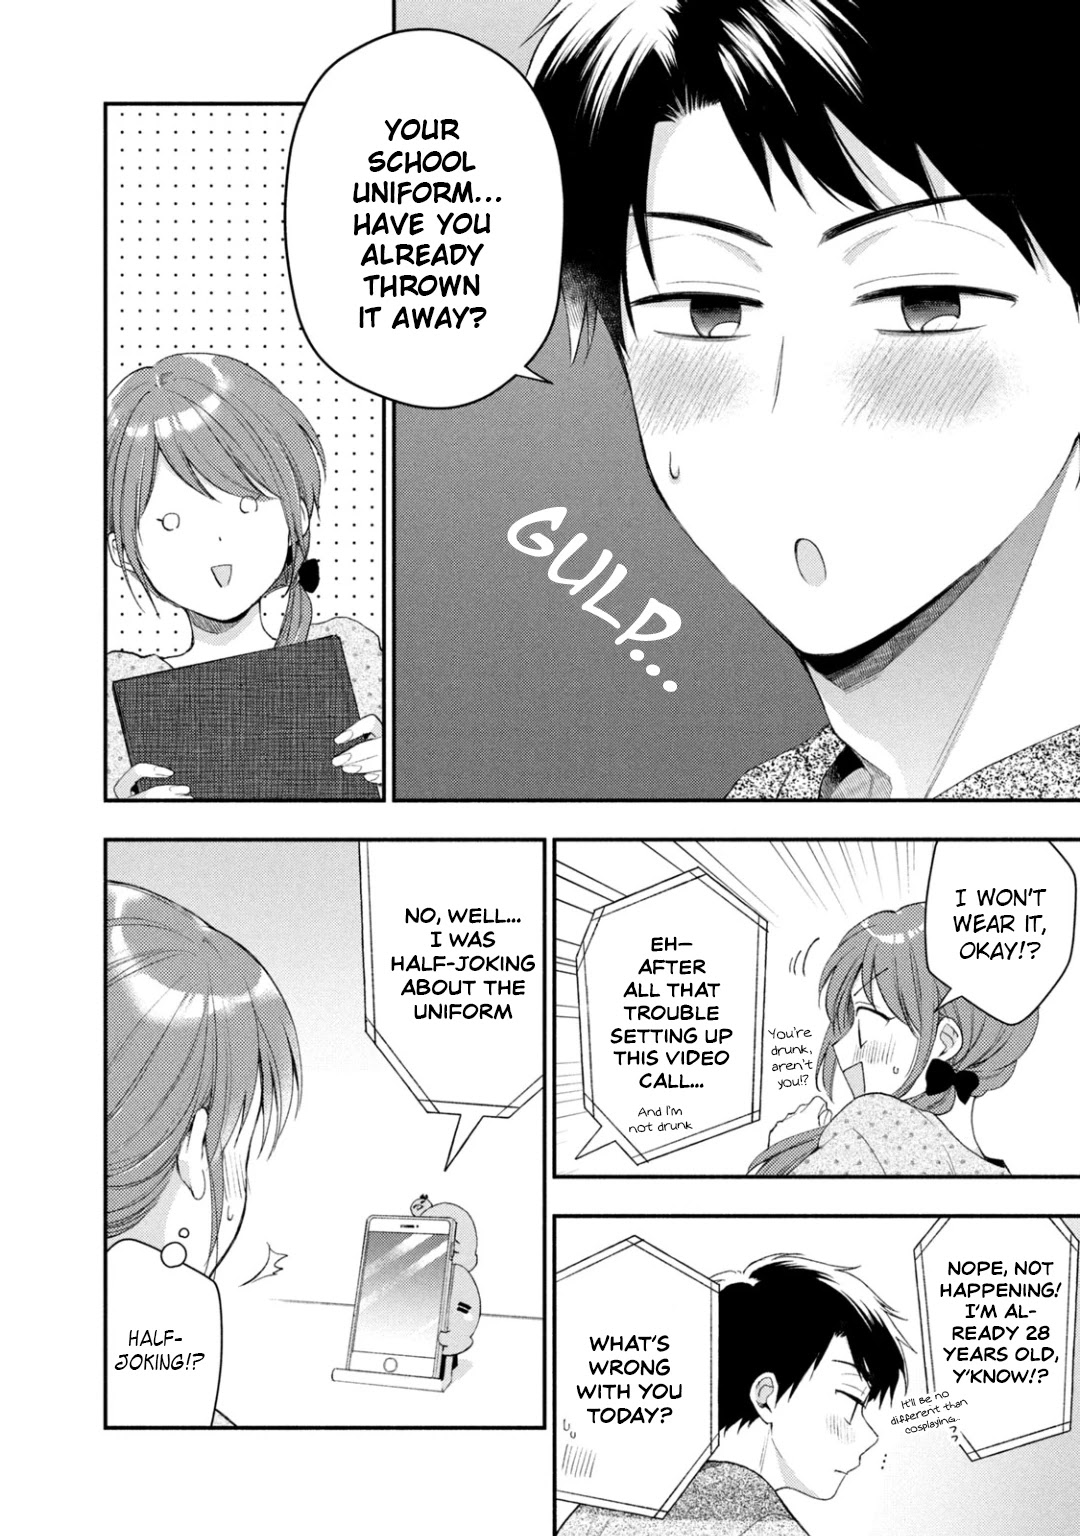 YOUR
SCHOOL
UNIFORM...
HAVE YOU
ALREADY
THROWN
IT AWAY?
GULP...
I WON'T
WEAR IT,
OKAY!?
You're
drunk,
aren't
you!?
EH—
AFTER
ALL THAT
TROUBLE
SETTING UP
THIS VIDEO
CALL...
And I'm
not drunk
NOPE, NOT
HAPPENING!
I'M AL-
READY 28
YEARS OLD,
Y'KNOW!?
It'll be no
different than
cosplaying..
WHAT'S
WRONG
WITH YOU
TODAY?
NO, WELL...
I WAS
HALF-JOKING
ABOUT THE
UNIFORM
HALF-
JOKING!?